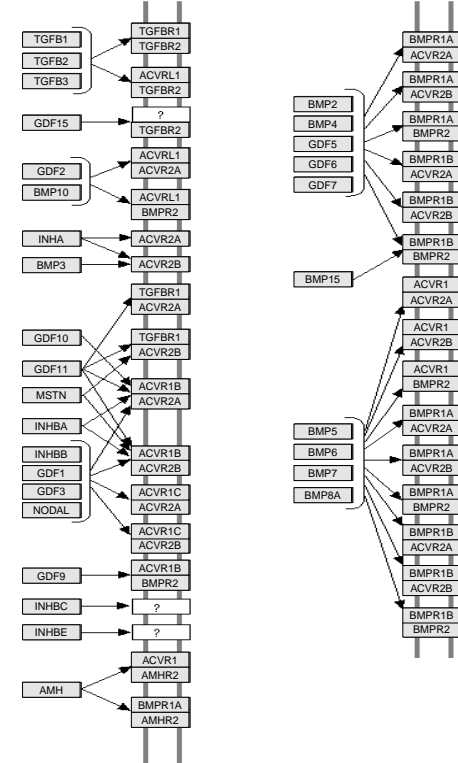 TGFB1
TGFB2
TGFB3
GDF15
GDF2
BMP10
INHA
BMP3
GDF10
GDF11
MSTN
INHBA
INHBB
GDF1
GDF3
NODAL
GDF9
INHBC
INHBE
AMH
TGFBR1
TGFBR2
ACVRL1
TGFBR2
?
TGFBR2
ACVRL1
ACVR2A
ACVRL1
BMPR2
ACVR2A
ACVR2B
TGFBR1
ACVR2A
TGFBR1
ACVR2B
ACVR1B
ACVR2A
ACVR1B
ACVR2B
ACVR1C
ACVR2A
ACVR1C
ACVR2B
ACVR1B
BMPR2
?
?
ACVR1
AMHR2
BMPR1A
AMHR2
BMP2
BMP4
GDF5
GDF6
GDF7
BMP15
BMP5
BMP6
BMP7
BMP8A
BMPR1A
ACVR2A
BMPR1A
ACVR2B
BMPR1A
BMPR2
BMPR1B
ACVR2A
BMPR1B
ACVR2B
BMPR1B
BMPR2
ACVR1
ACVR2A
ACVR1
ACVR2B
ACVR1
BMPR2
BMPR1A
ACVR2A
BMPR1A
ACVR2B
BMPR1A
BMPR2
BMPR1B
ACVR2A
BMPR1B
ACVR2B
BMPR1B
BMPR2